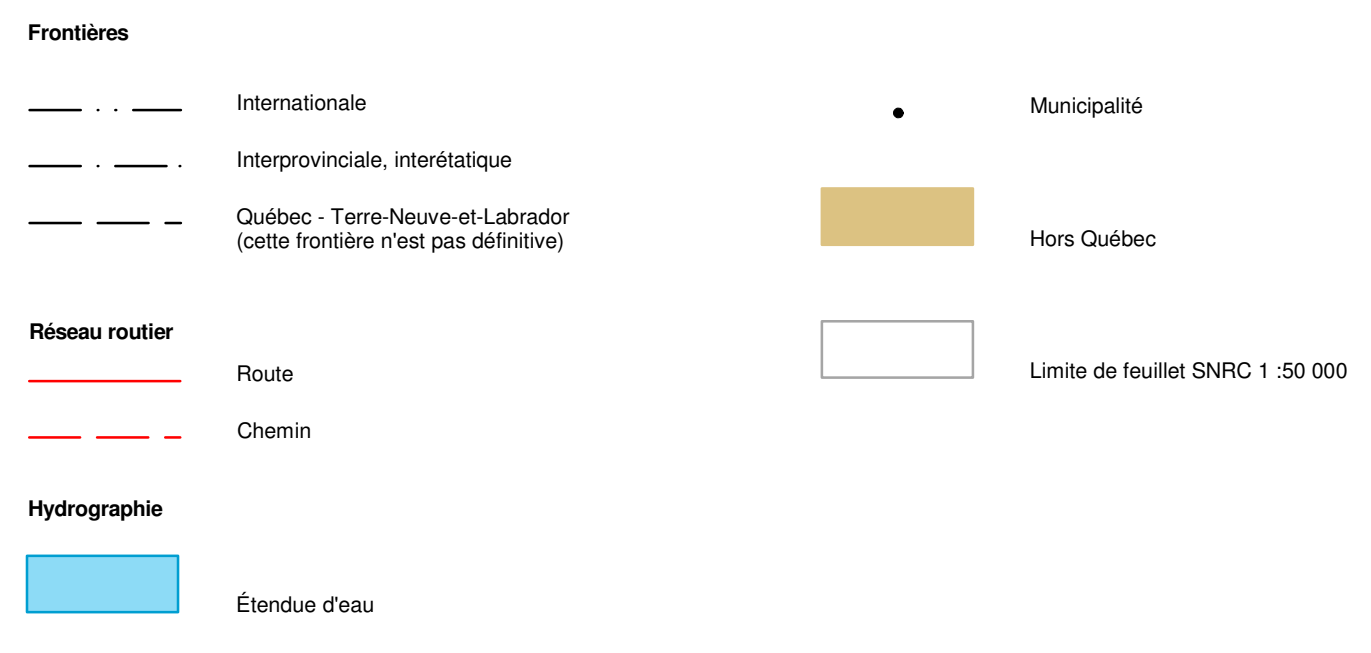 Frontières
Internationale
Interprovinciale, interétatique
Québec - Terre-Neuve-et-Labrador
(cette frontière n'est pas définitive)
Réseau routier
Route
Chemin
Hydrographie
Étendue d'eau
Municipalité
Hors Québec
Limite de feuillet SNRC 1 :50 000